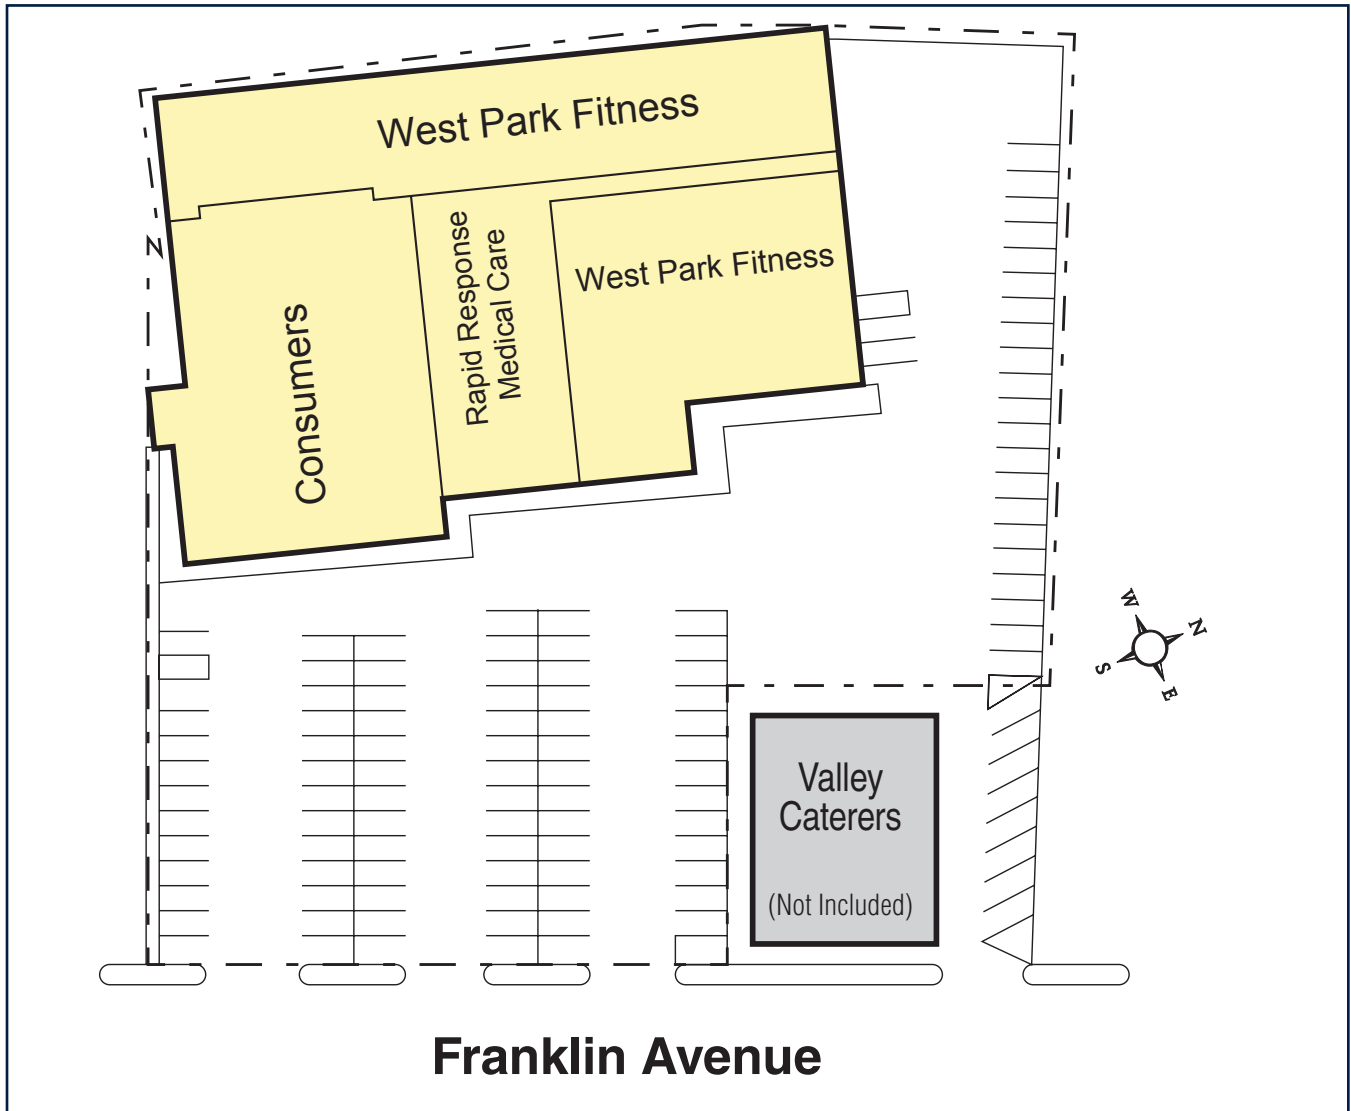 West Park Fitness
Z
Consumers
Rapid Response
Medical Care
West Park Fitness
W
N
S
E
Valley
Caterers
(Not Included)
Franklin Avenue